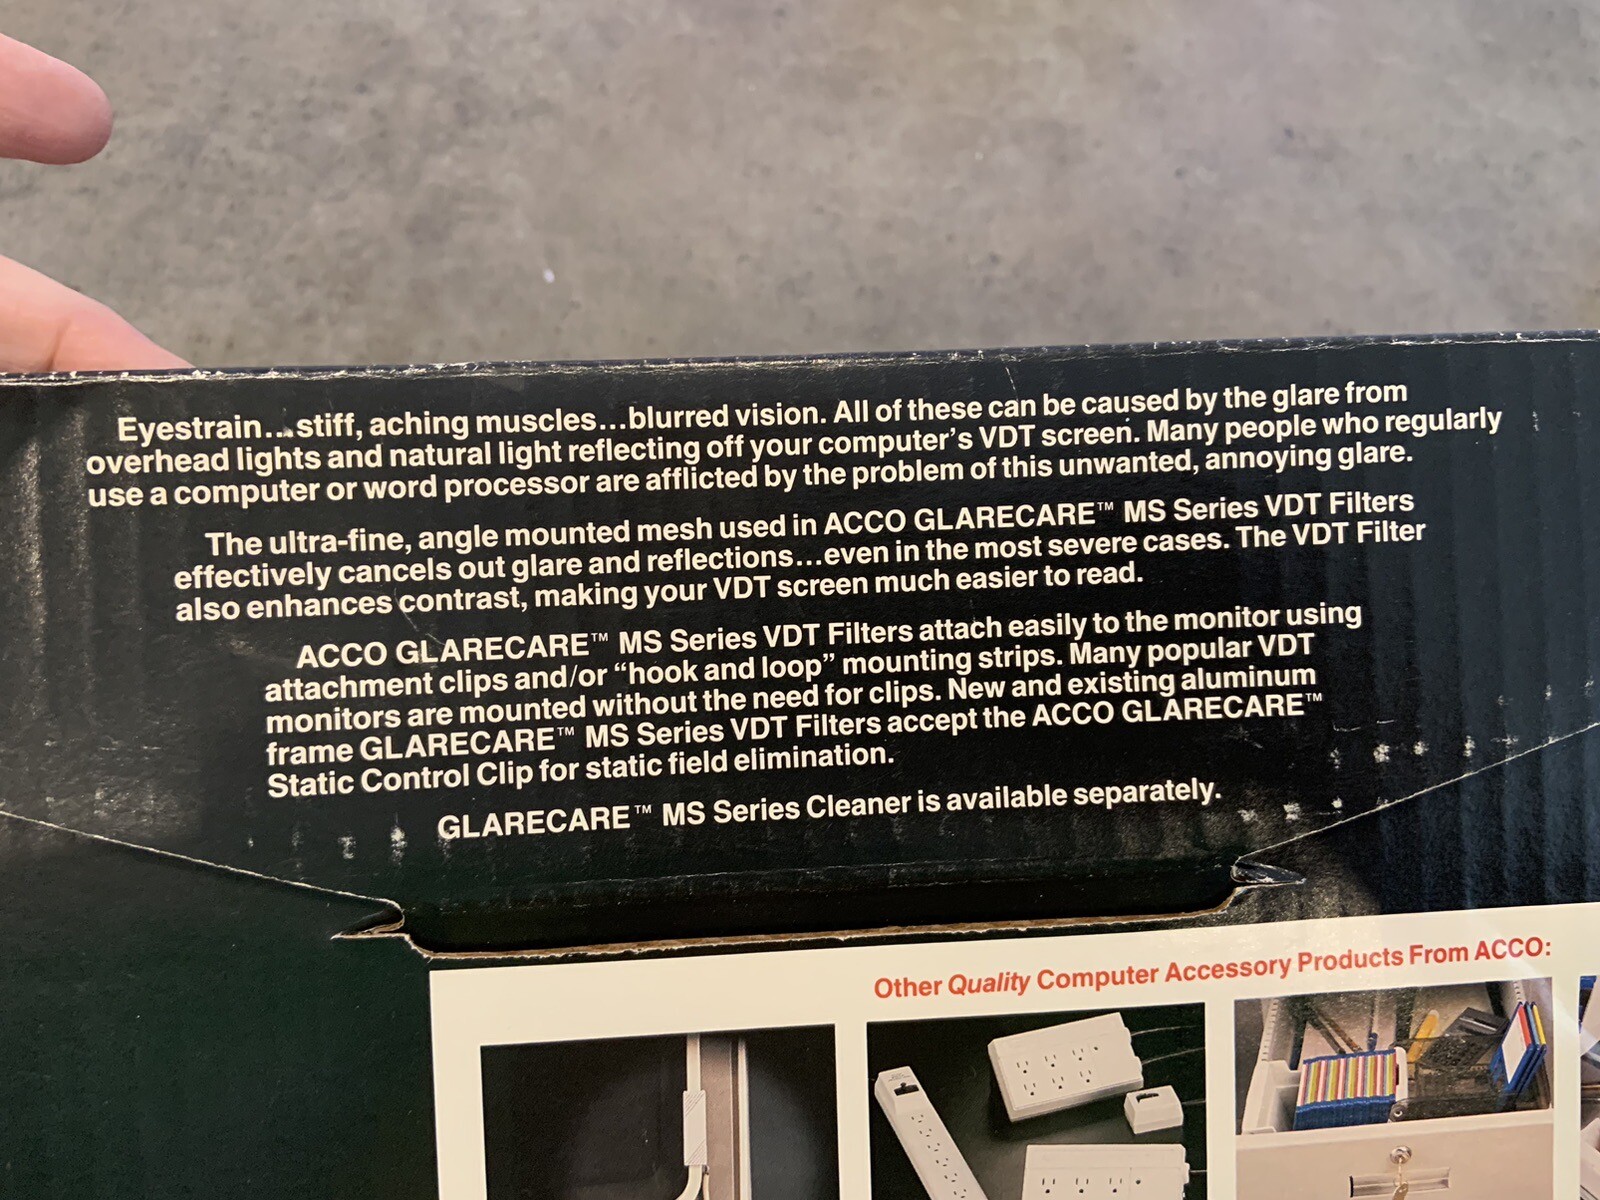 Eyestrain...stiff, aching muscles...blurred vision. All of these can be caused by the glare from
overhead lights and natural light reflecting off your computer's VDT screen. Many people who regularly
use a computer or word processor are afflicted by the problem of this unwanted, annoying glare.
The ultra-fine, angle mounted mesh used in ACCO GLARECARE™ MS Series VDT Filters
effectively cancels out glare and reflections...even in the most severe cases. The VDT Filter
also enhances contrast, making your VDT screen much easier to read.
ACCO GLARECARE™ MS Series VDT Filters attach easily to the monitor using
attachment clips and/or “hook and loop” mounting strips. Many popular VDT
monitors are mounted without the need for clips. New and existing aluminum
frame GLARECARE™ MS Series VDT Filters accept the ACCO GLARECARE™
Static Control Clip for static field elimination.
GLARECARE™ MS Series Cleaner is available separately.
Other Quality Computer Accessory Products From ACCO: